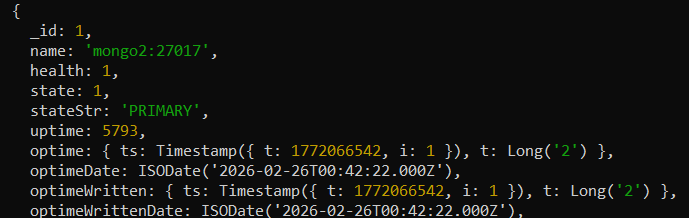 {
_id: 1,
name: 'mongo2:27017',
health: 1,
state: 1,
stateStr: 'PRIMARY',
uptime: 5793,
optime: { ts: Timestamp({ t: 1772066542, i: 1 }), t: Long('2') },
optimeDate: ISODate('2026-02-26T00:42:22.000Z'),
optimeWritten: { ts: Timestamp({ t: 1772066542, i: 1 }), t: Long('2') },
optimeWrittenDate: ISODate('2026-02-26T00:42:22.000Z'),